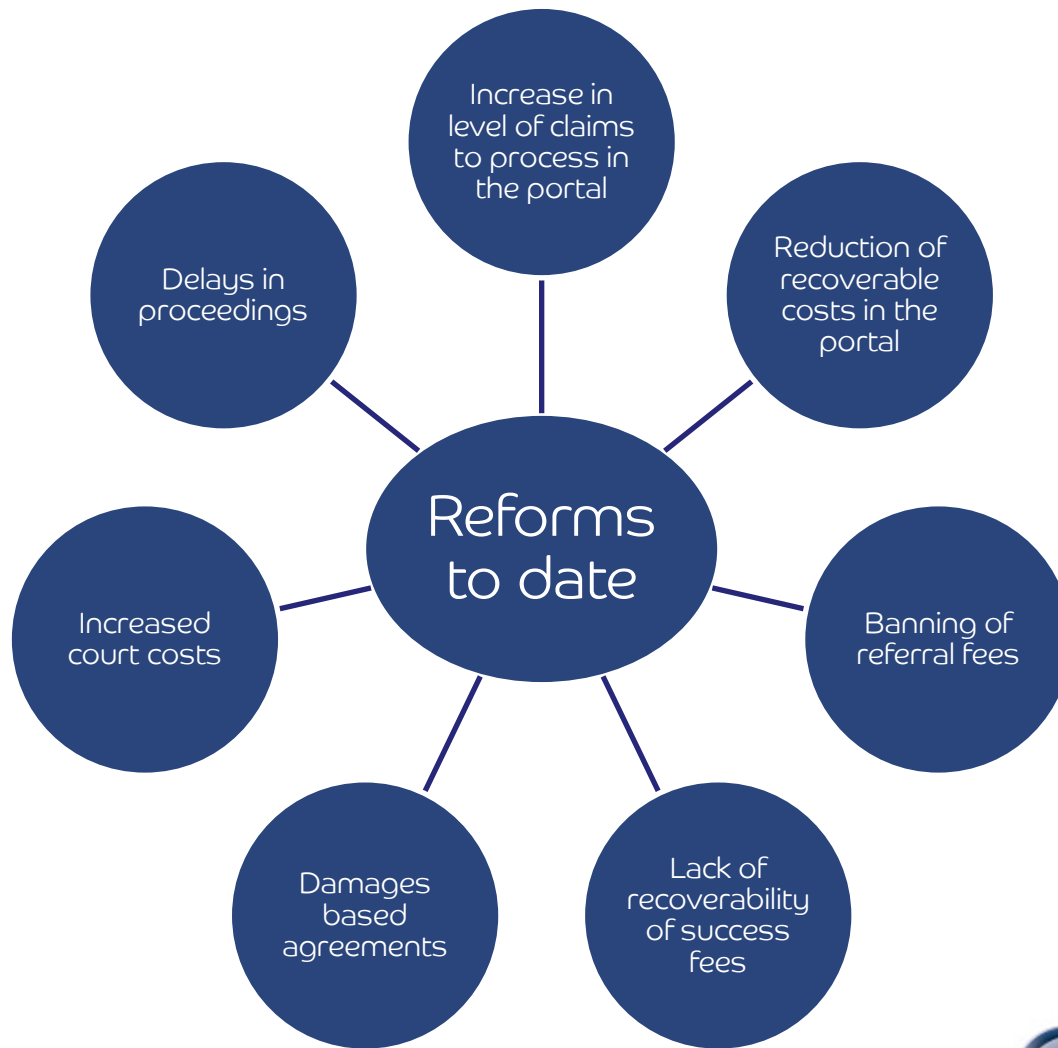 Increase in
level of claims
to process in
the portal
Reduction of
recoverable
costs in the
portal
Banning of
referral fees
Lack of
recoverability
of success
fees
Damages
based
agreements
Increased
court costs
Delays in
proceedings
Reforms
to date